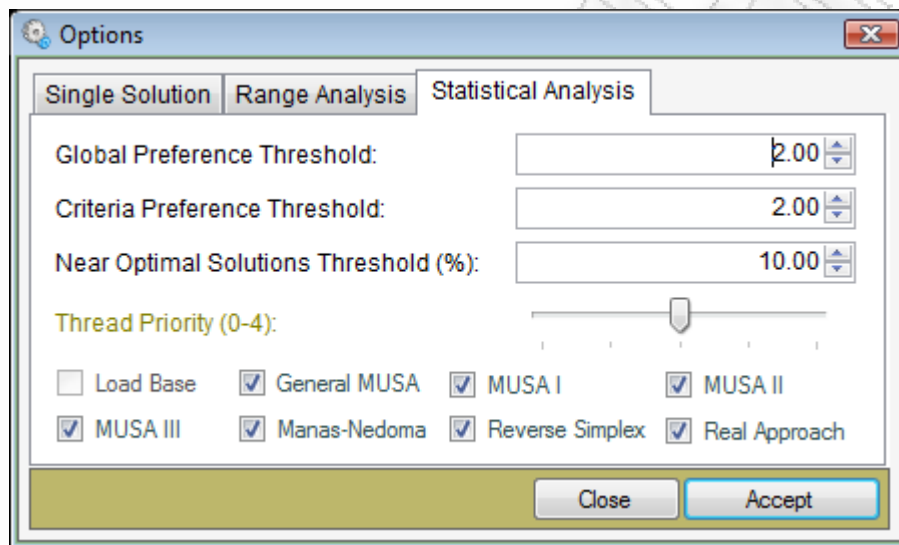 Options
Single Solution Range Analysis Statistical Analysis
Global Preference Threshold: 2.00
Criteria Preference Threshold: 2.00
Near Optimal Solutions Threshold (%): 10.00
Thread Priority (0-4):
Load Base General MUSA MUSA I MUSA II
MUSA III Manas-Nedoma Reverse Simplex Real Approach
Close Accept